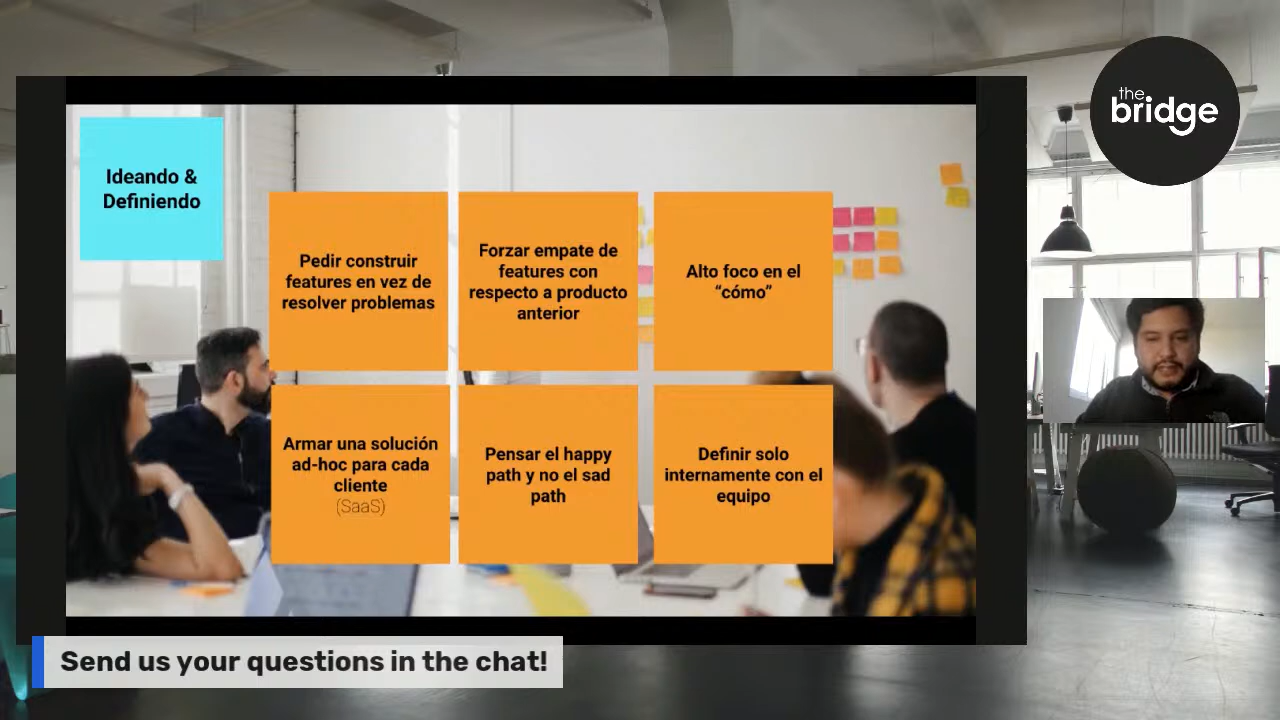 the
bridge
Ideando &
Definiendo
Pedir construir
features en vez de
resolver problemas
Forzar empate de
features con
respecto a producto
anterior
Alto foco en el
“cómo”
Armar una solución
ad-hoc para cada
cliente
(SaaS)
Pensar el happy
path y no el sad
path
Definir solo
internamente con el
equipo
Send us your questions in the chat!